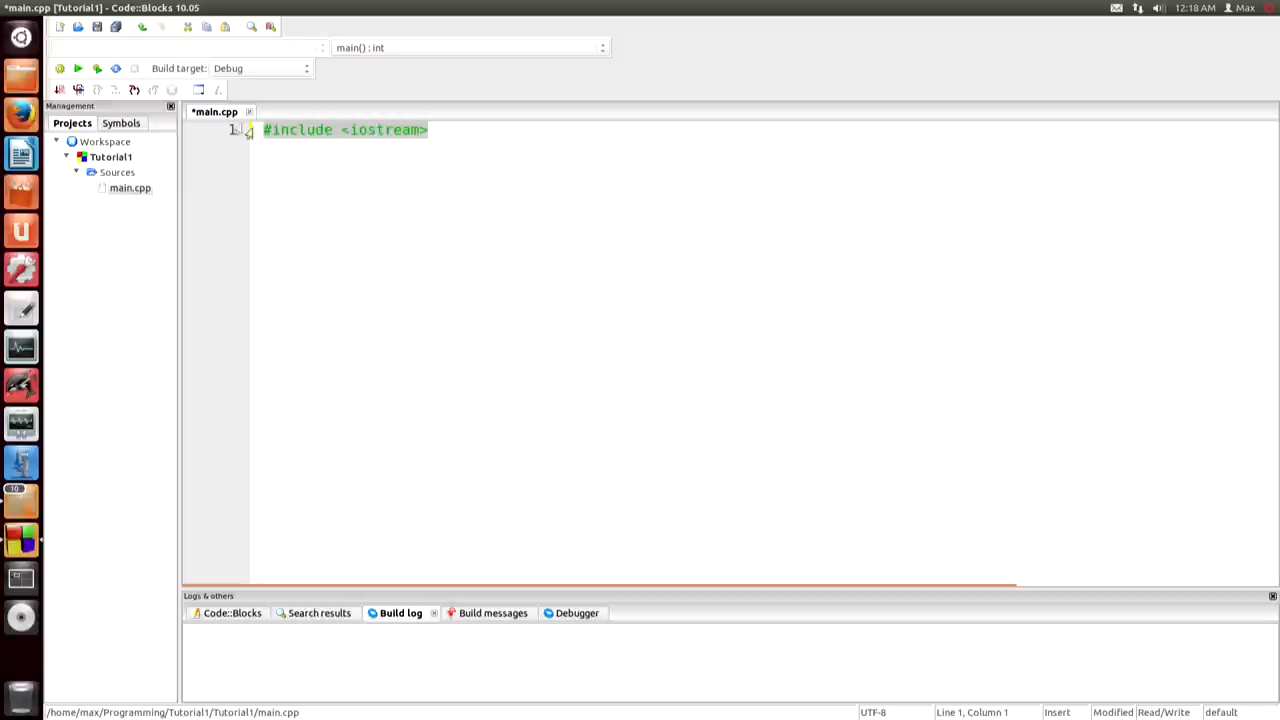 *main.cpp [Tutorial1] - Code::Blocks 10.05
12:18 AM
Max
main() : int
Build target:
Debug
Management
*main.cpp
Projects
Symbols
1
#include <iostream>
Workspace
Tutorial1
Sources
main.cpp
10
Logs & others
Code::Blocks
Search results
Build log
Build messages
Debugger
/home/max/Programming/Tutorial1/Tutorial1/main.cpp
UTF-8
Line 1, Column 1
Insert
Modified
Read/Write
default